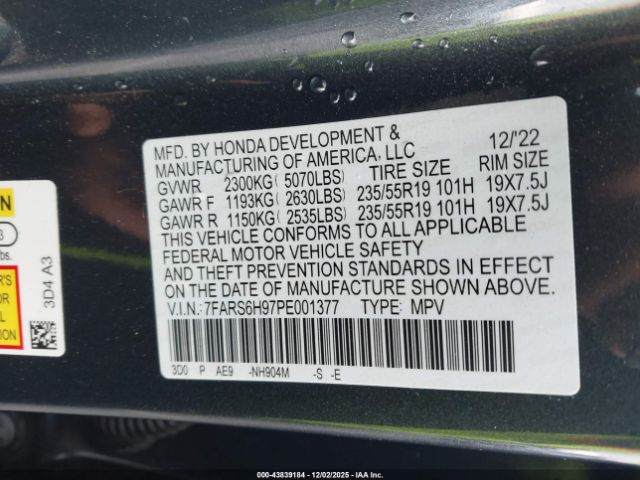 MFD. BY HONDA DEVELOPMENT & 12/'22
MANUFACTURING OF AMERICA, LLC
GVWR 2300KG( 5070LBS) TIRE SIZE RIM SIZE
GAWR F 1193KG( 2630LBS) 235/55R19 101H 19X7.5J
GAWR R 1150KG( 2535LBS) 235/55R19 101H 19X7.5J
THIS VEHICLE CONFORMS TO ALL APPLICABLE
FEDERAL MOTOR VEHICLE SAFETY
AND THEFT PREVENTION STANDARDS IN EFFECT
ON THE DATE OF MANUFACTURE SHOWN ABOVE.
V.I.N.: 7FARS6H97PE001377 TYPE: MPV
3D0 P AE9 -NH904M -S -E
3D4 A3
000-43839184 - 12/02/2025 - IAA Inc.